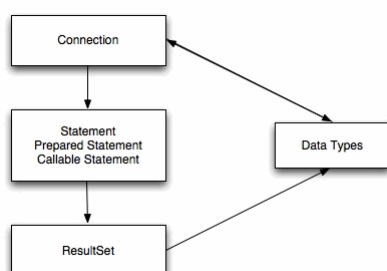 Connection
Statement
Prepared Statement
Callable Statement
Data Types
ResultSet